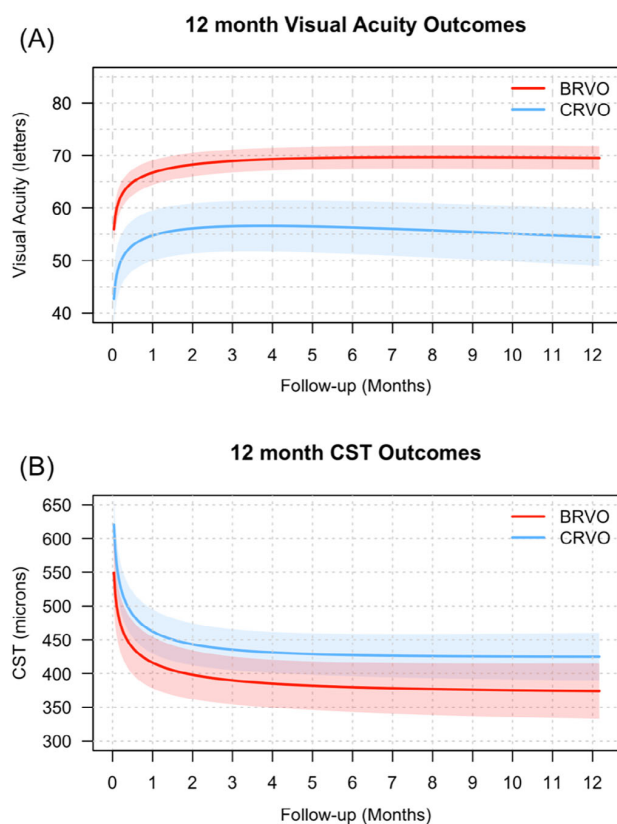 (A)
12 month Visual Acuity Outcomes
BRVO
CRVO
Visual Acuity (letters)
80
70
60
50
40
0 1 2 3 4 5 6 7 8 9 10 11 12
Follow-up (Months)
(B)
12 month CST Outcomes
BRVO
CRVO
CST (microns)
650
600
550
500
450
400
350
300
0 1 2 3 4 5 6 7 8 9 10 11 12
Follow-up (Months)